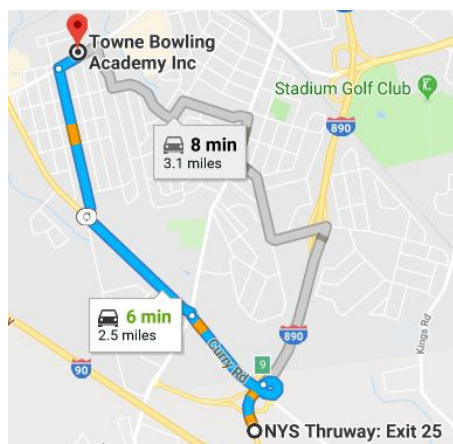 Towne Bowling
Academy Inc
Stadium Golf Club
890
8 min
3.1 miles
6 min
2.5 miles
Curry Rd
890
9
90
Kings Rd
NYS Thruway: Exit 25